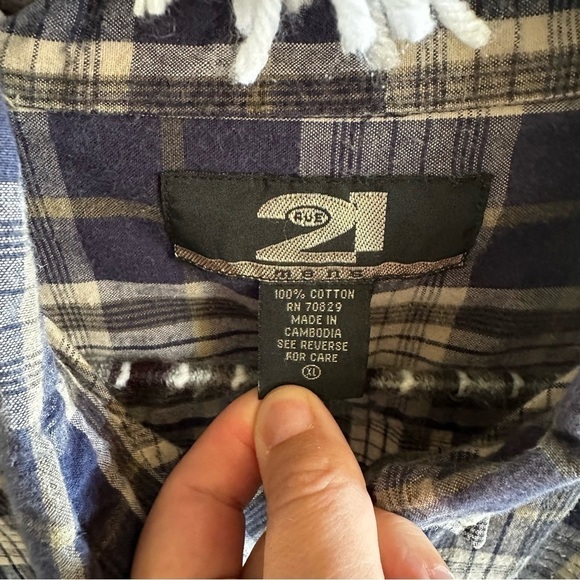 RUE
21
mens
100% COTTON
RN 70829
MADE IN
CAMBODIA
SEE REVERSE
FOR CARE
XL